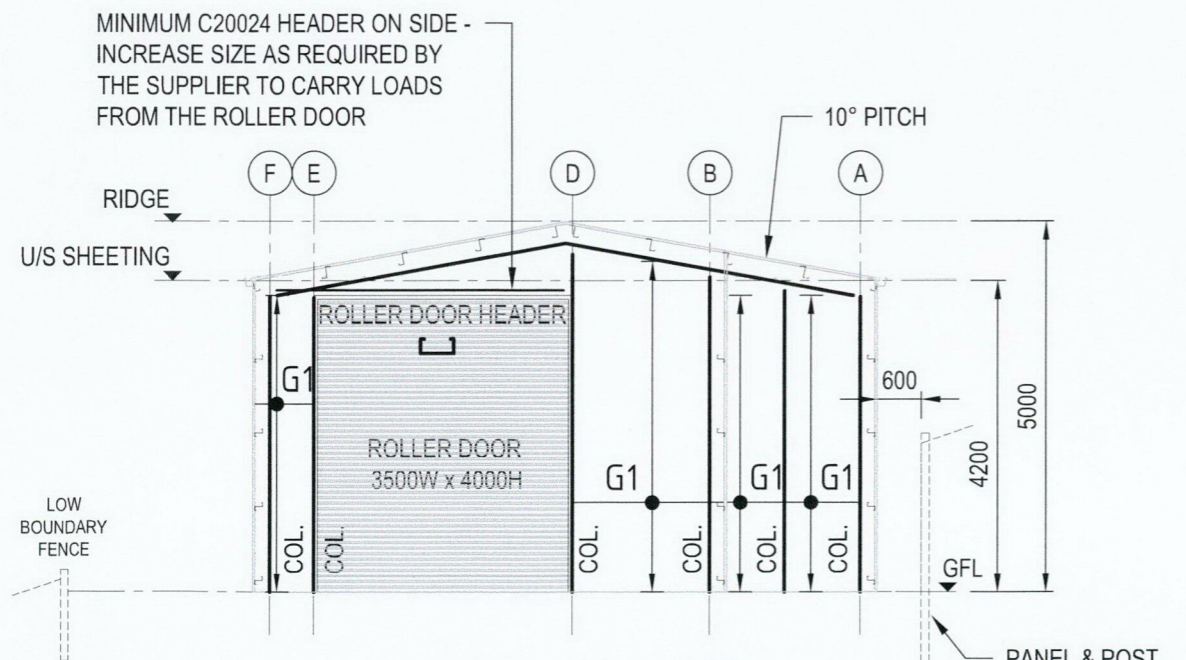 MINIMUM C20024 HEADER ON SIDE -
INCREASE SIZE AS REQUIRED BY
THE SUPPLIER TO CARRY LOADS
FROM THE ROLLER DOOR
10° PITCH
F
E
D
B
A
RIDGE
U/S SHEETING
ROLLER DOOR HEADER
G1
600
5000
4200
ROLLER DOOR
3500W x 4000H
G1
G1
G1
LOW
BOUNDARY
FENCE
COL.
COL.
COL.
COL.
COL.
COL.
GFL
PANEL & POST